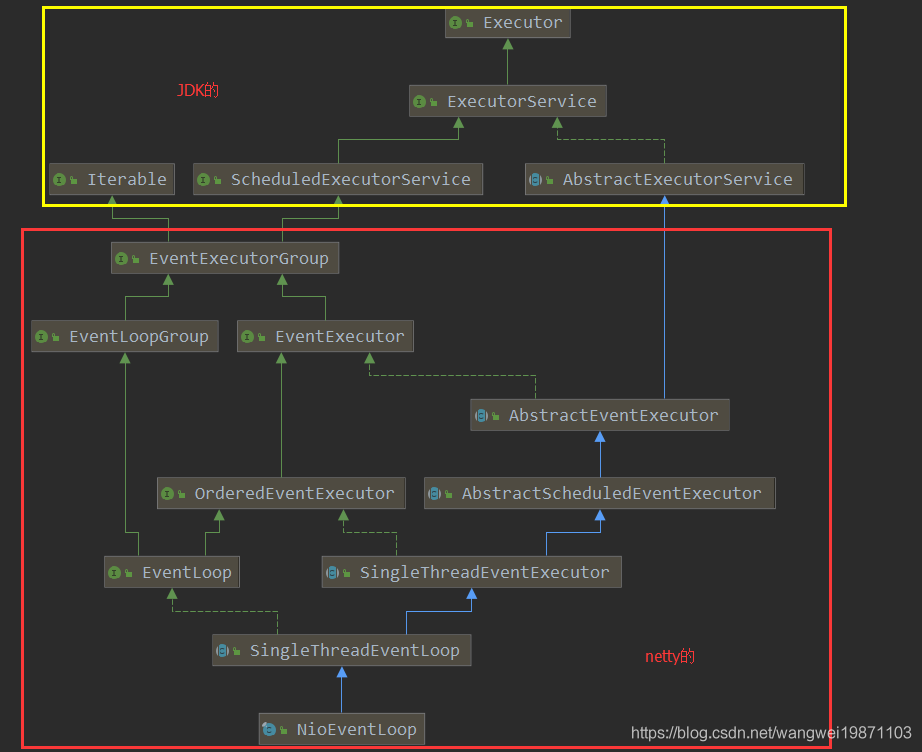 Executor
JDK的
ExecutorService
Iterable
ScheduledExecutorService
AbstractExecutorService
EventExecutorGroup
EventLoopGroup
EventExecutor
AbstractEventExecutor
OrderedEventExecutor
AbstractScheduledEventExecutor
EventLoop
SingleThreadEventExecutor
SingleThreadEventLoop
netty的
NioEventLoop
https://blog.csdn.net/wangwei19871103